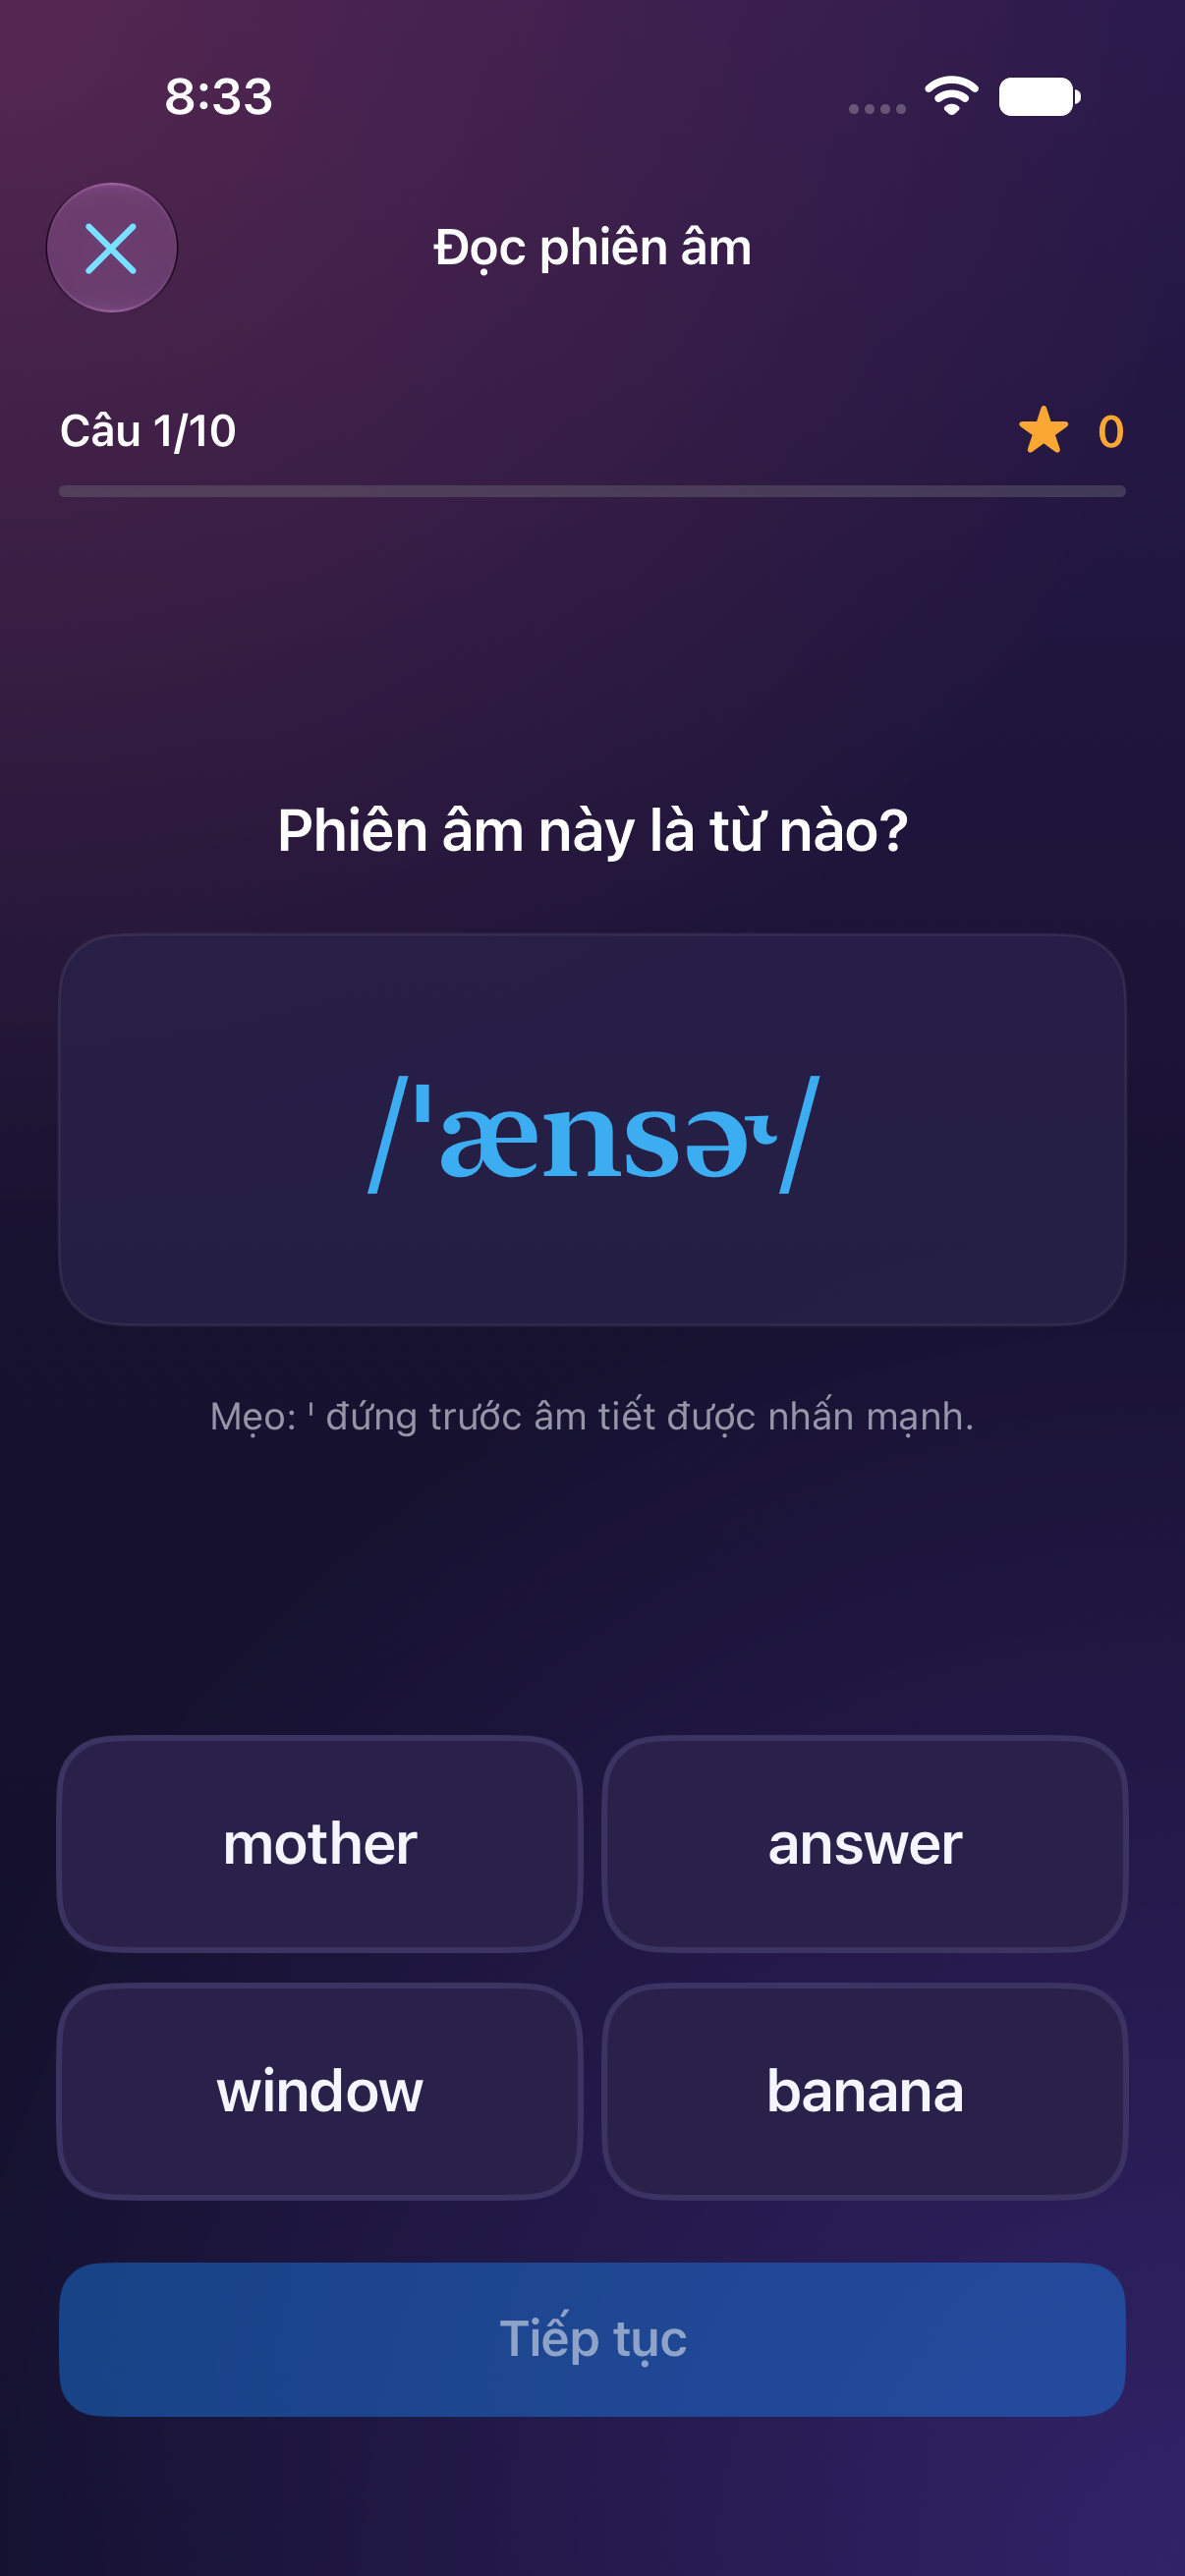 8:33
Đọc phiên âm
Câu 1/10
0
Phiên âm này là từ nào?
/ˈænsɚ/
Mẹo: ˈ đứng trước âm tiết được nhấn mạnh.
mother
answer
window
banana
Tiếp tục